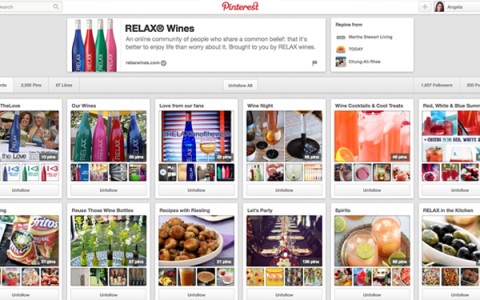 Pinterest
Angela
RELAX® Wines
An online community of people who share a common belief: that it's
better to enjoy life than worry about it. Brought to you by RELAX wines.
relaxwines.com
Repins from
Martha Stewart Living
TODAY
Chung-Ah Rhee
Pins
67 Likes
Unfollow All
1,657 Followers
TheLove
Our Wines
Love from our fans
Wine Night
Wine Cocktails & Cool Treats
Red, White & Blue Summ
Unfollow
Unfollow
Unfollow
Unfollow
Unfollow
Unfollow
Reuse Those Wine Bottles
Recipes with Riesling
Let's Party
Spirits
RELAX in the Kitchen
Fritos
Unfollow
Unfollow
Unfollow
Unfollow
Unfollow
Unfollow